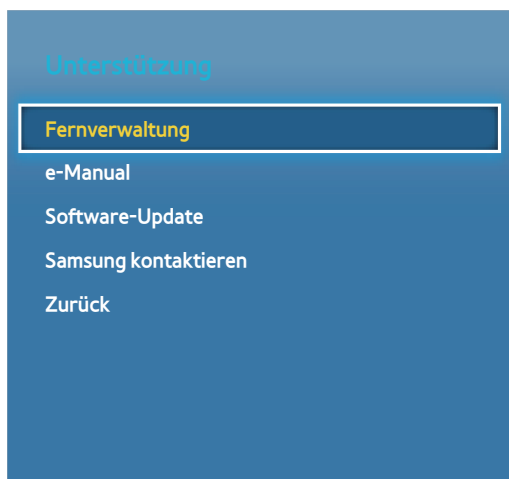 Unterstützung
Fernverwaltung
e-Manual
Software-Update
Samsung kontaktieren
Zurück